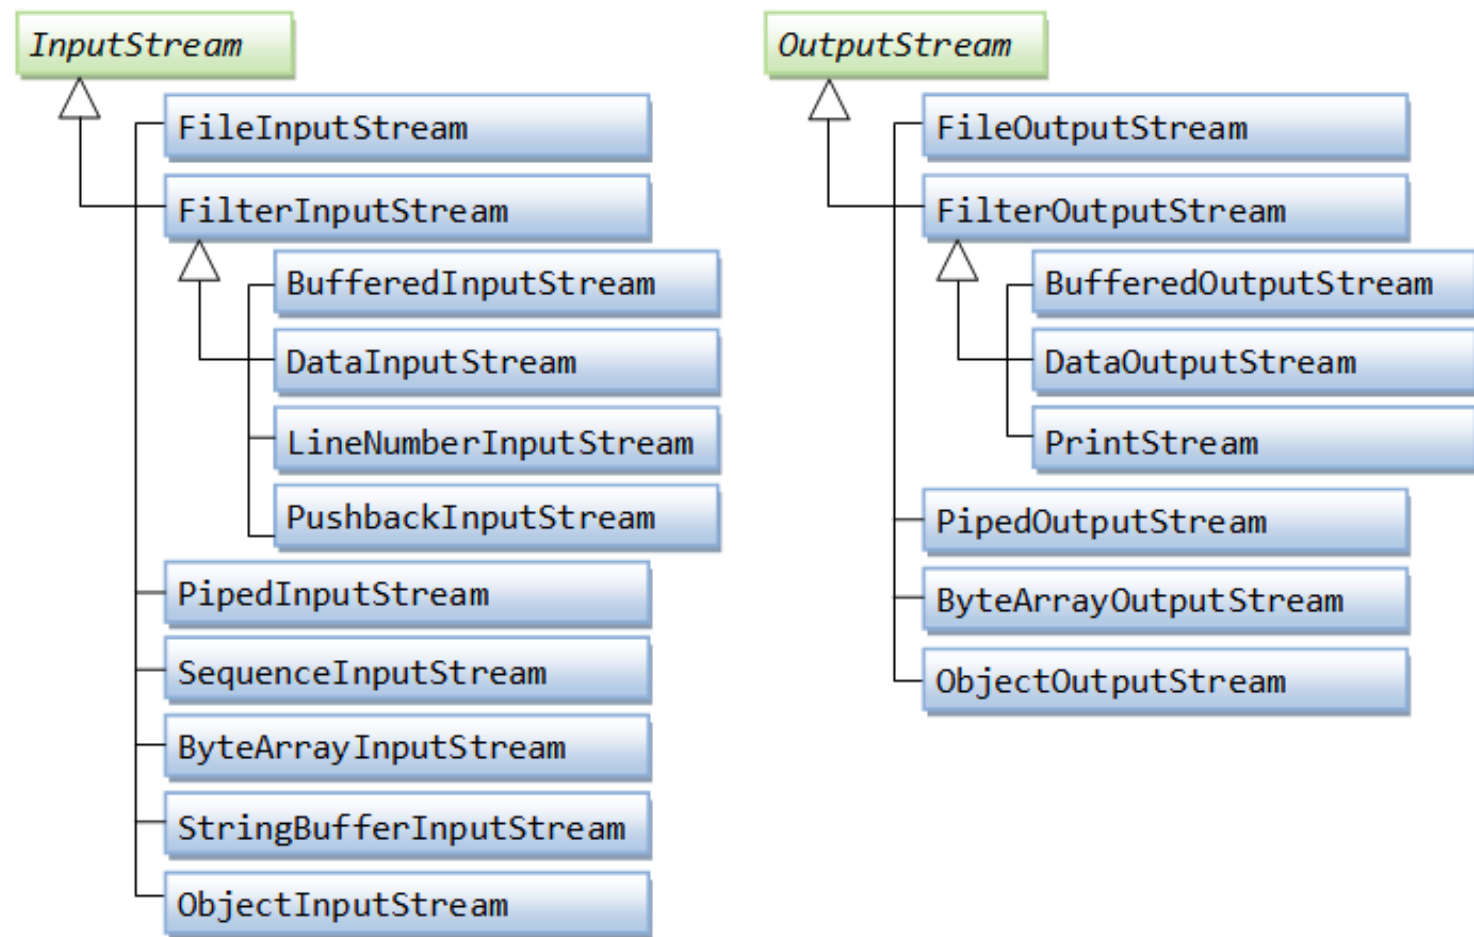 InputStream
FileInputStream
FilterInputStream
BufferedInputStream
DataInputStream
LineNumberInputStream
PushbackInputStream
PipedInputStream
SequenceInputStream
ByteArrayInputStream
StringBufferInputStream
ObjectInputStream
OutputStream
FileOutputStream
FilterOutputStream
BufferedOutputStream
DataOutputStream
PrintStream
PipedOutputStream
ByteArrayOutputStream
ObjectOutputStream